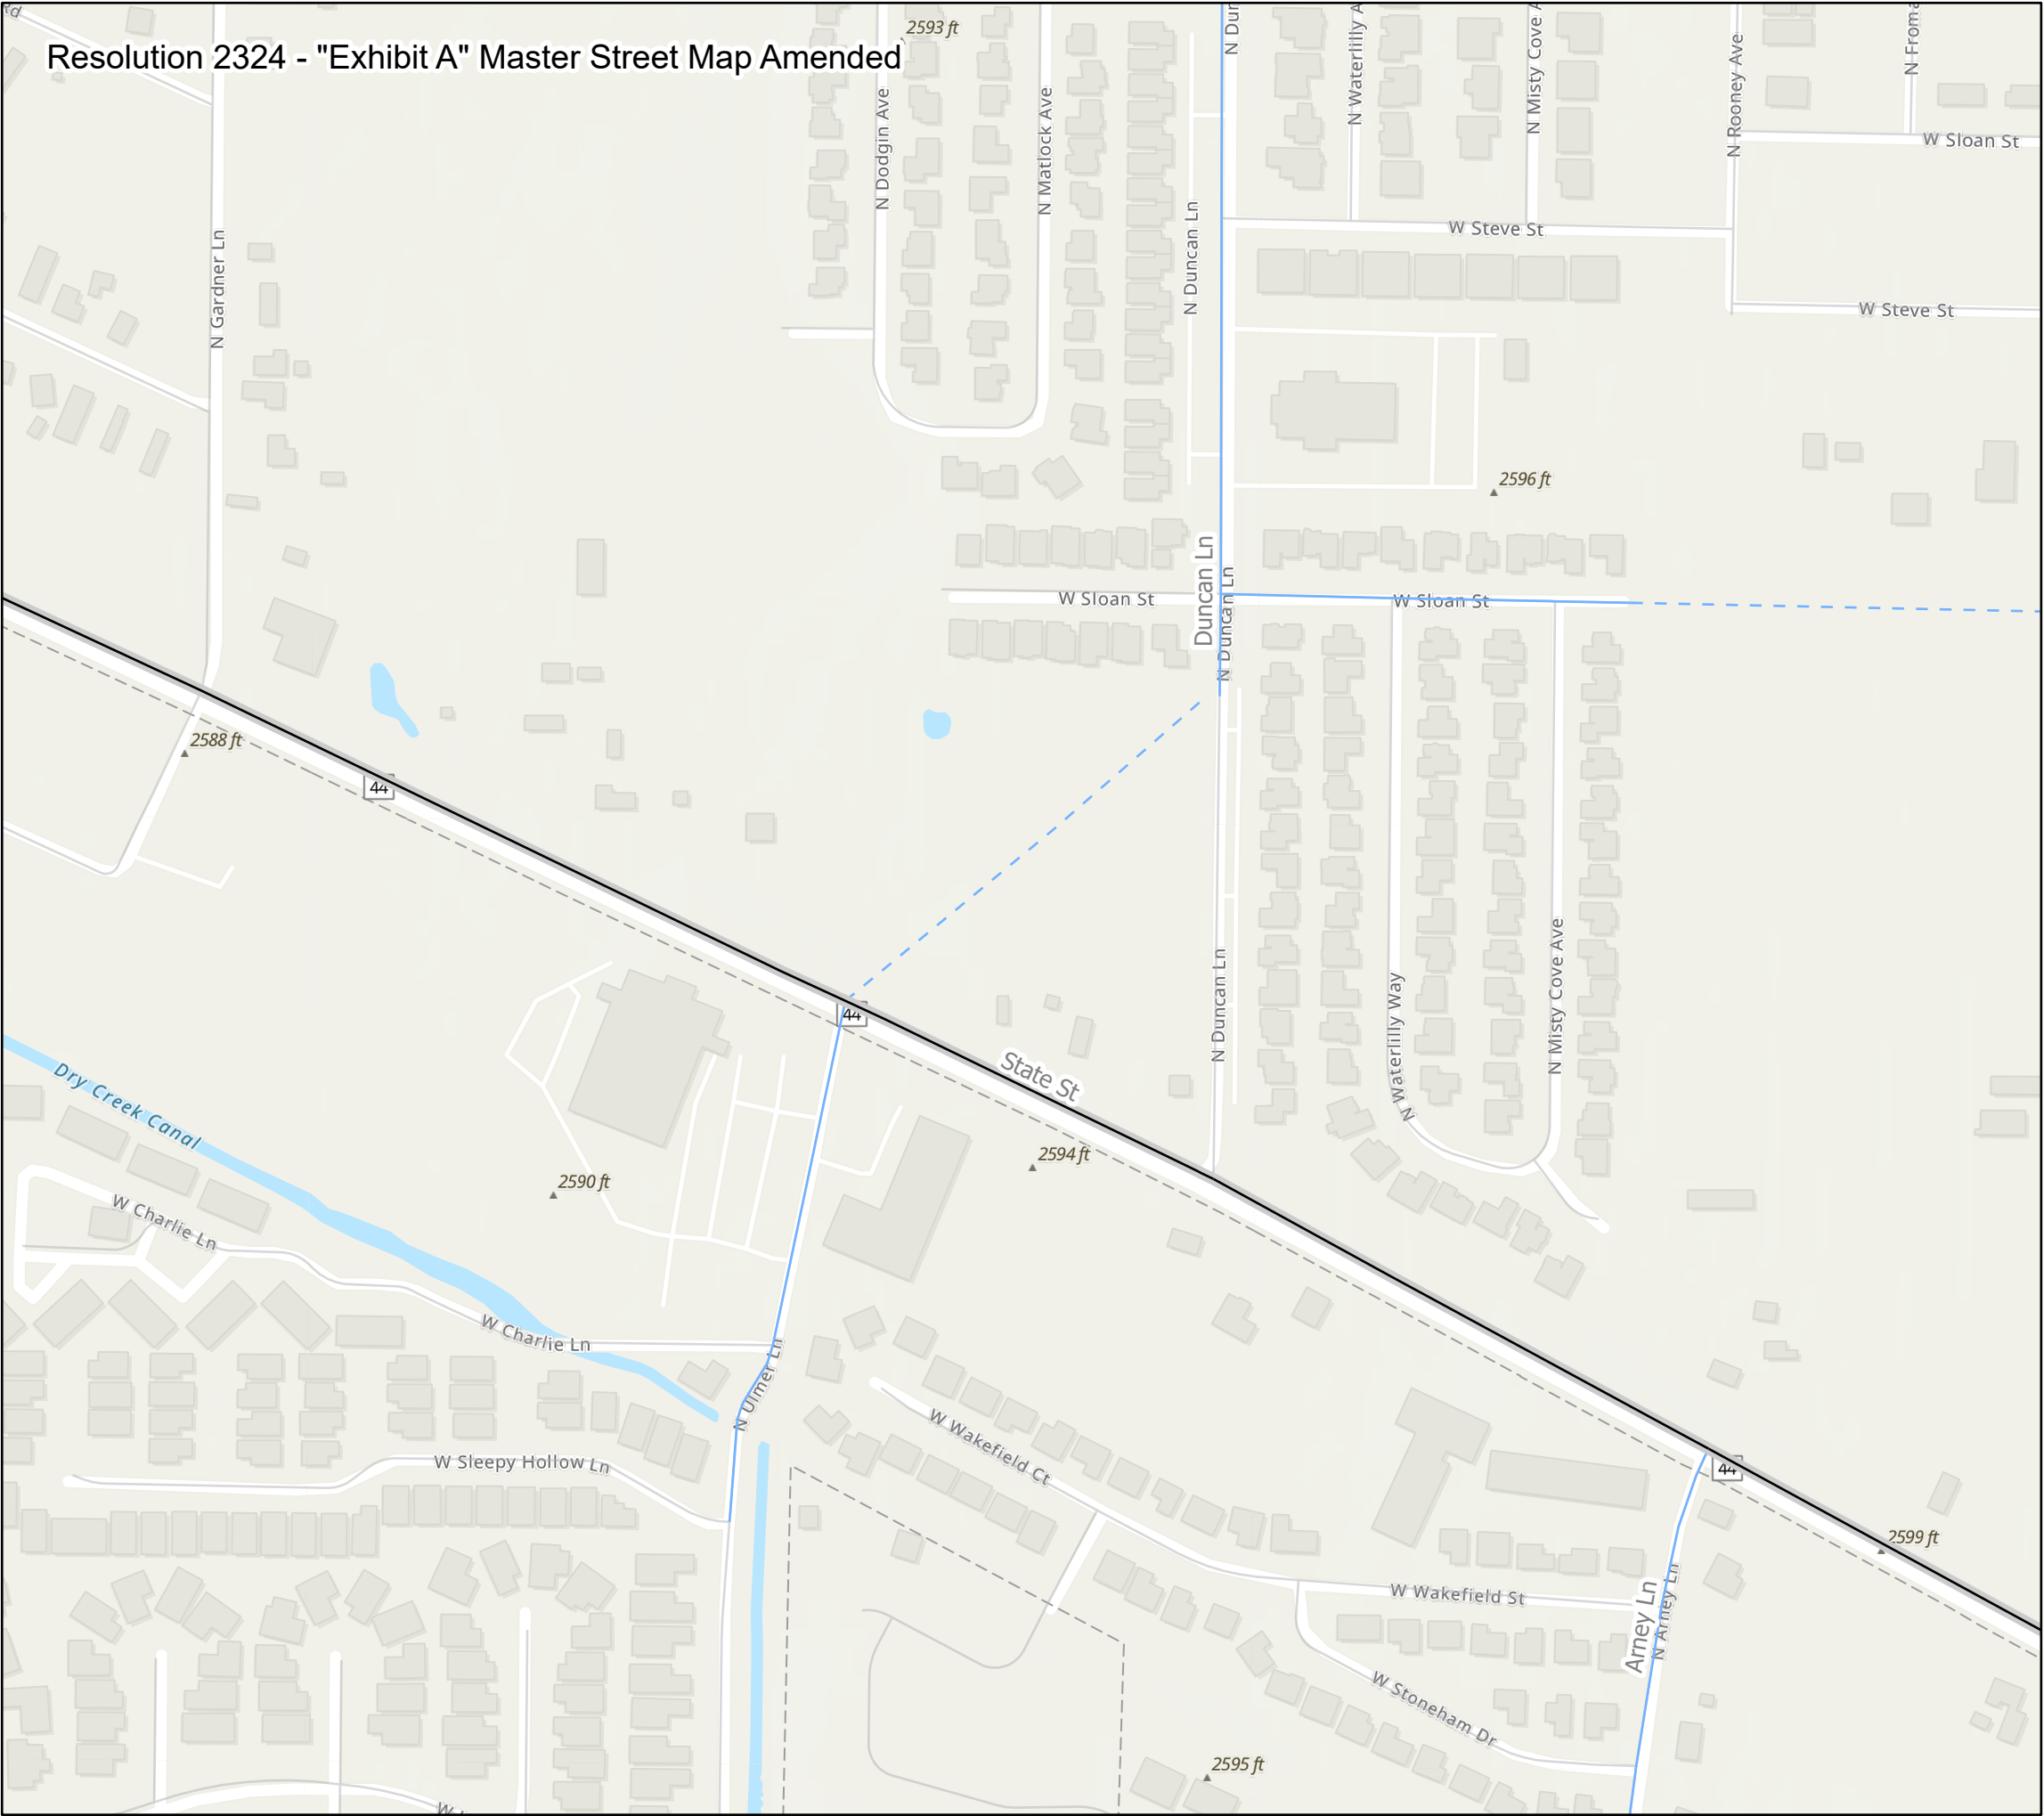 Rd
Resolution 2324 - "Exhibit A" Master Street Map Amended
2593 ft
N Dodgin Ave
N Matlock Ave
N Duncan Ln
N Dun
N Waterlilly A
N Misty Cove A
N Rooney Ave
N Froma
W Sloan St
W Steve St
W Steve St
N Gardner Ln
2596 ft
Duncan Ln
N Duncan Ln
W Sloan St
W Sloan St
2588 ft
44
44
State St
N Duncan Ln
N Waterlilly Way
N Misty Cove Ave
Dry Creek Canal
2594 ft
2590 ft
W Charlie Ln
W Charlie Ln
N Ulmer Ln
W Wakefield Ct
W Sleepy Hollow Ln
44
2599 ft
W Wakefield St
Arney Ln
N Arney Ln
W Stoneham Dr
2595 ft